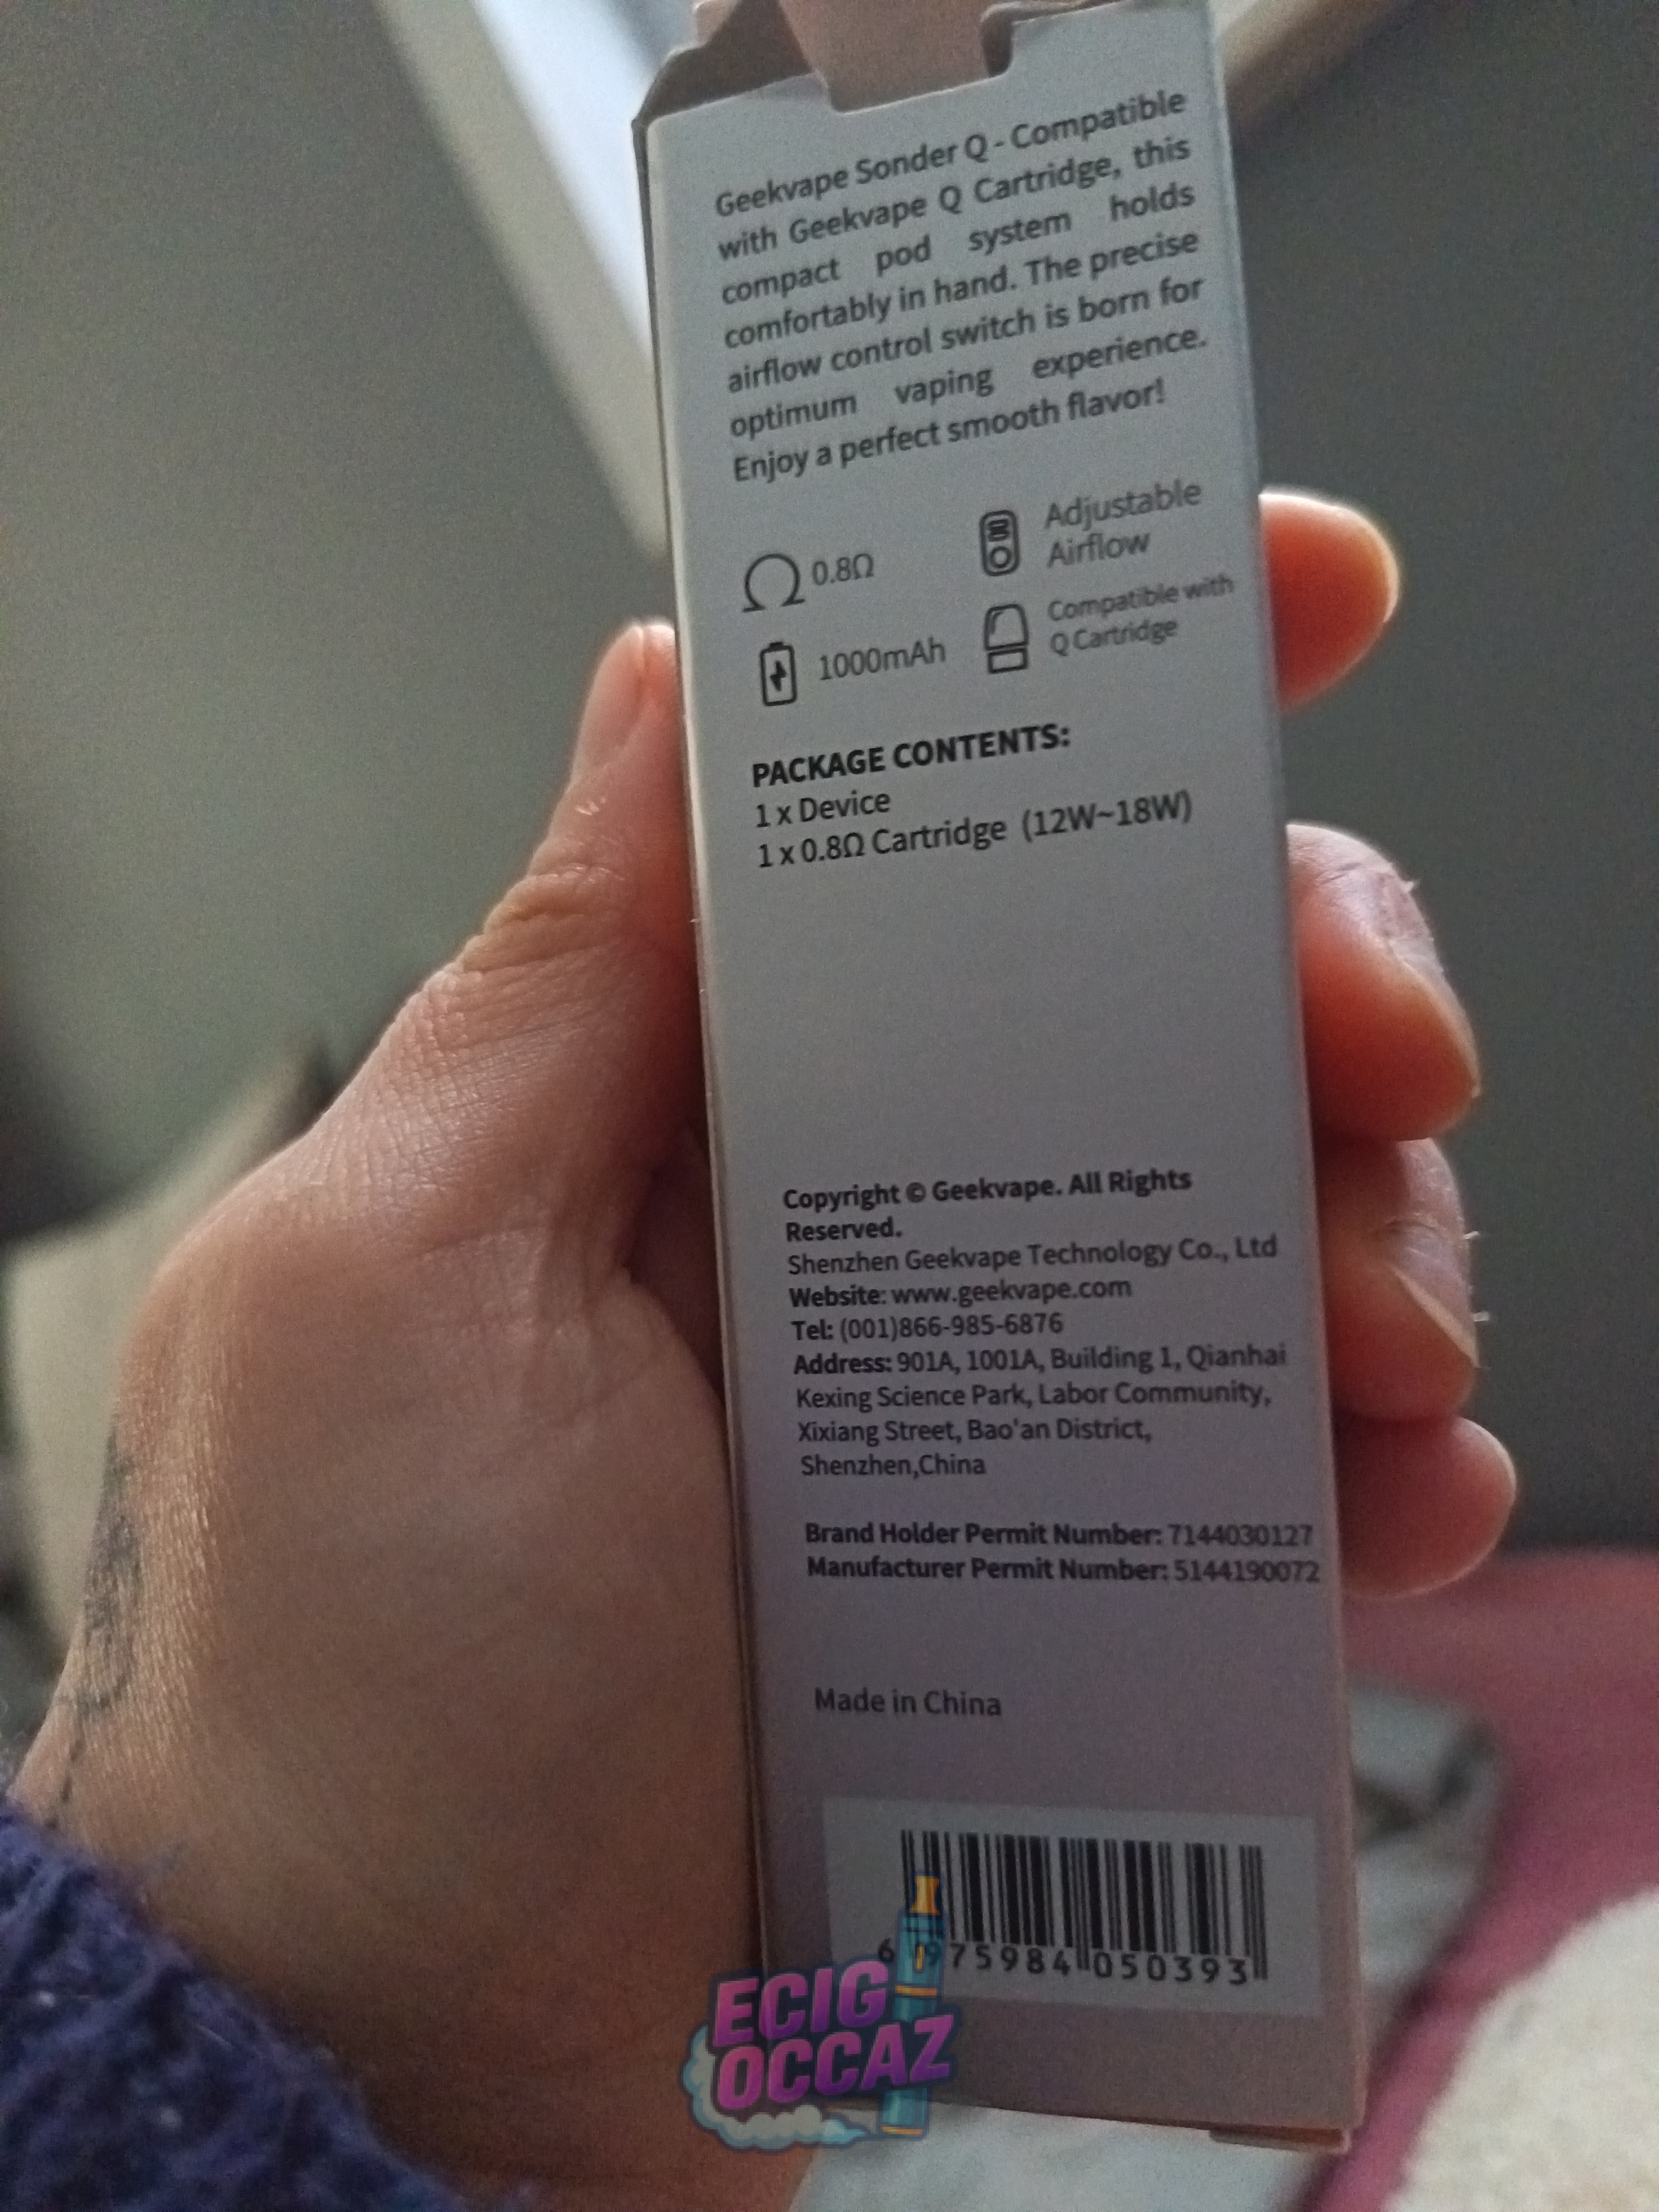 Geekvape Sonder Q - Compatible
with Geekvape Q Cartridge, this
compact pod system holds
comfortably in hand. The precise
airflow control switch is born for
optimum vaping experience.
Enjoy a perfect smooth flavor!
Ω 0.8Ω
Adjustable
Airflow
1000mAh
Compatible with
Q Cartridge
PACKAGE CONTENTS:
1 x Device
1 x 0.8Ω Cartridge (12W~18W)
Copyright © Geekvape. All Rights
Reserved.
Shenzhen Geekvape Technology Co., Ltd
Website: www.geekvape.com
Tel: (001)866-985-6876
Address: 901A, 1001A, Building 1, Qianhai
Kexing Science Park, Labor Community,
Xixiang Street, Bao'an District,
Shenzhen,China
Brand Holder Permit Number: 7144030127
Manufacturer Permit Number: 5144190072
Made in China
6 975984 050393
ECIG
OCCAZ